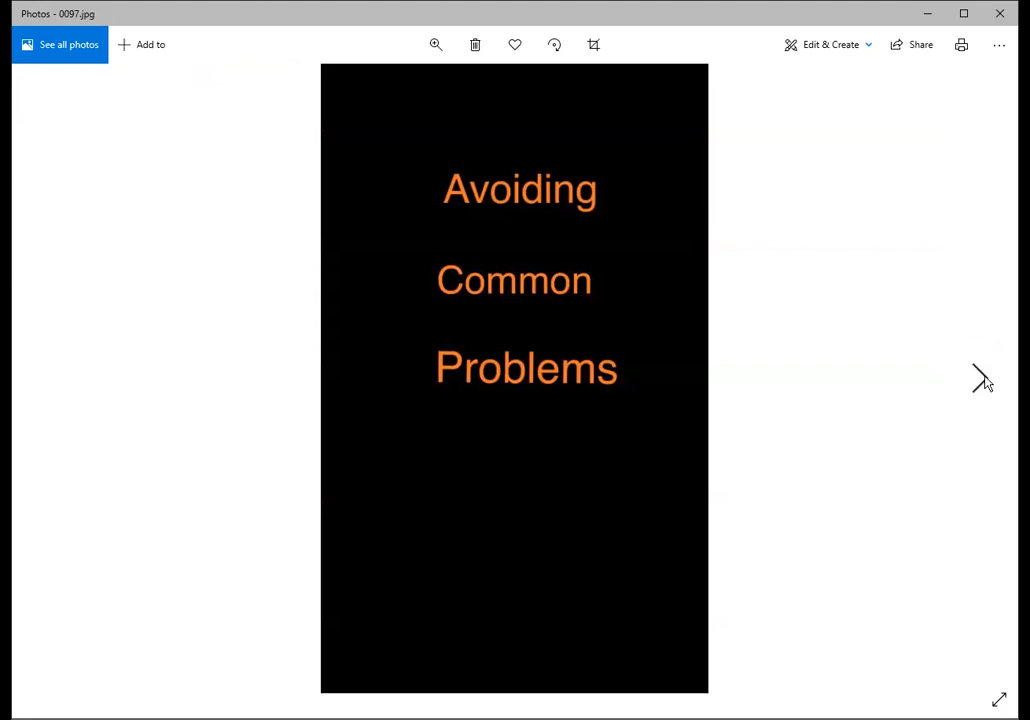 Photos - 0097.jpg
See all photos
Add to
Edit & Create
Share
Avoiding
Common
Problems